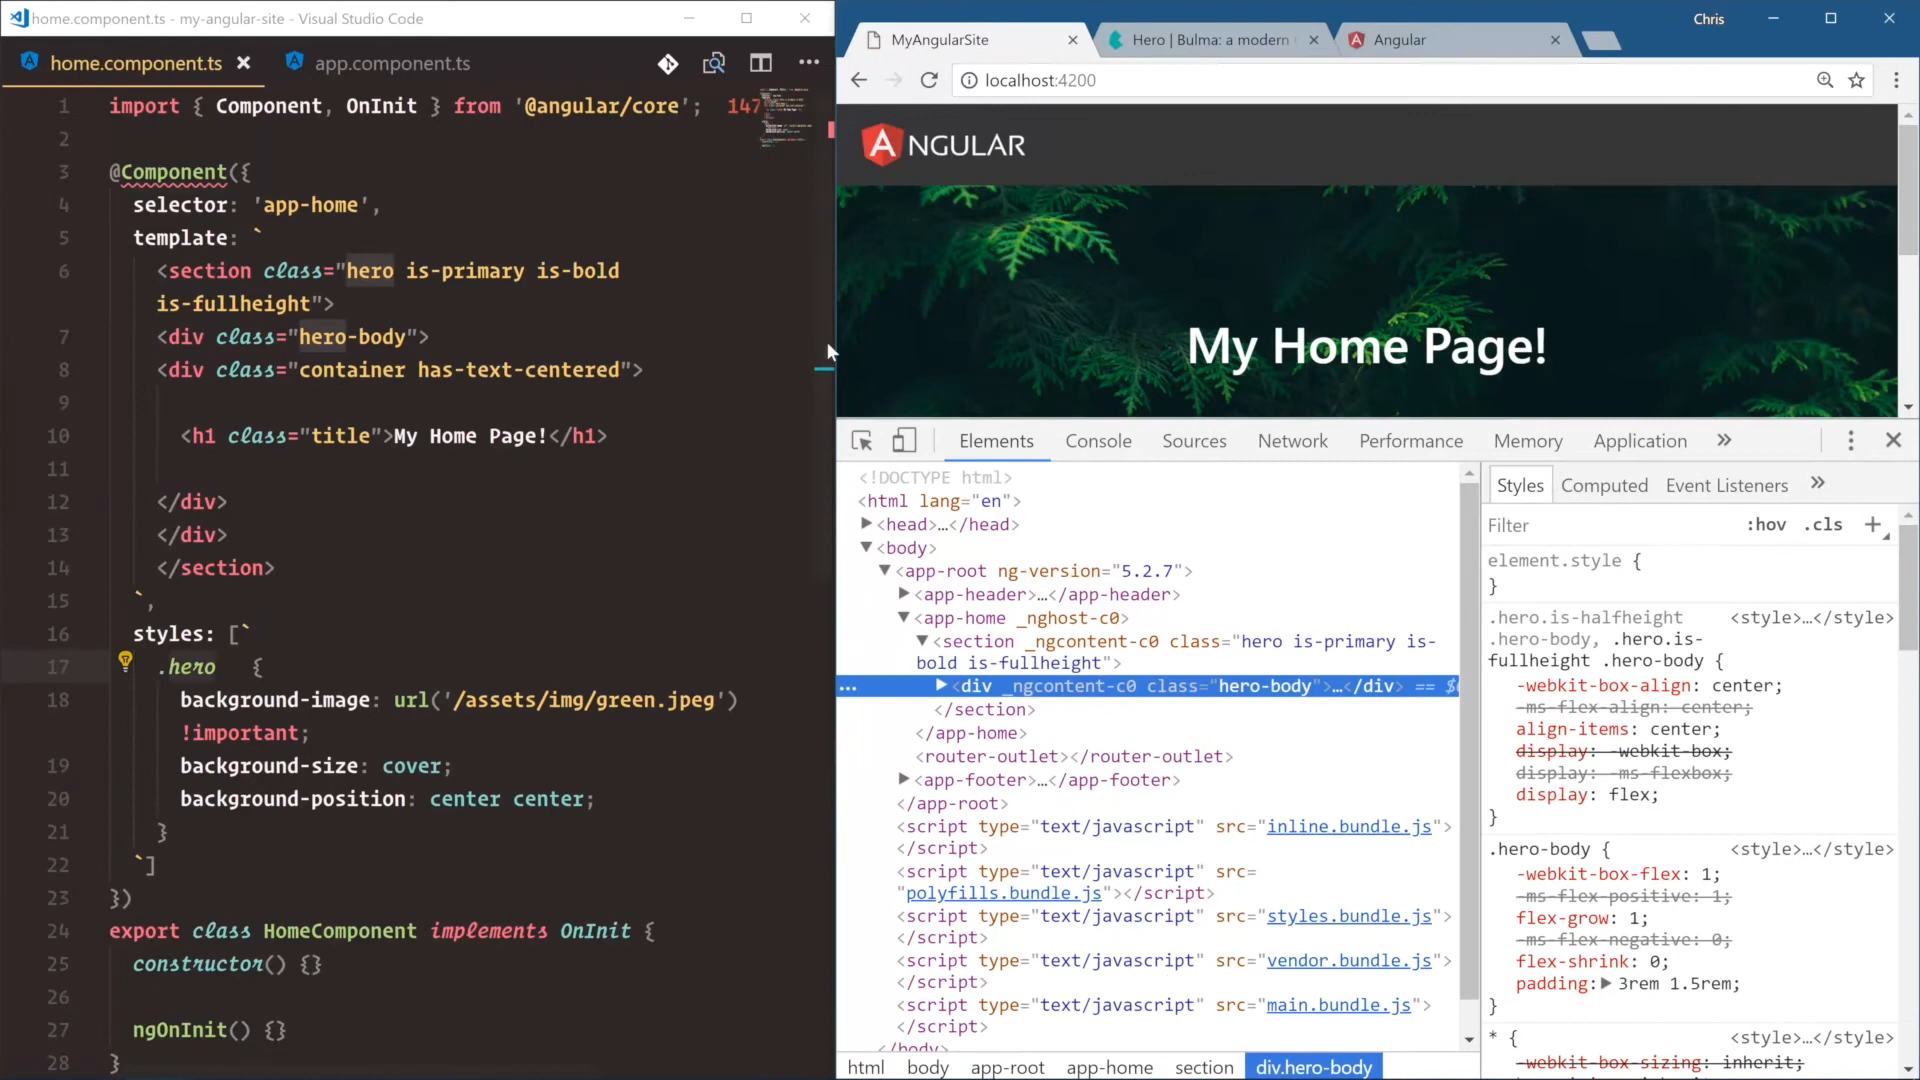 home.component.ts - my-angular-site - Visual Studio Code
home.component.ts
app.component.ts
1 import { Component, OnInit } from '@angular/core'; 147
2
3 @Component({
4 selector: 'app-home',
5 template: `
6 <section class="hero is-primary is-bold
is-fullheight">
7 <div class="hero-body">
8 <div class="container has-text-centered">
9
10 <h1 class="title">My Home Page!</h1>
11
12 </div>
13 </div>
14 </section>
15 `,
16 styles: [`
17 .hero {
18 background-image: url('/assets/img/green.jpeg')
!important;
19 background-size: cover;
20 background-position: center center;
21 }
22 `]
23 })
24 export class HomeComponent implements OnInit {
25 constructor() {}
26
27 ngOnInit() {}
28 }
Chris
MyAngularSite
Hero | Bulma: a modern
Angular
localhost:4200
ANGULAR
My Home Page!
Elements Console Sources Network Performance Memory Application »
<!DOCTYPE html>
<html lang="en">
<head>…</head>
<body>
<app-root ng-version="5.2.7">
<app-header>…</app-header>
<app-home _nghost-c0>
<section _ngcontent-c0 class="hero is-primary is-
bold is-fullheight">
<div _ngcontent-c0 class="hero-body">…</div> == $
</section>
</app-home>
<router-outlet></router-outlet>
<app-footer>…</app-footer>
</app-root>
<script type="text/javascript" src="inline.bundle.js">
</script>
<script type="text/javascript" src=
"polyfills.bundle.js"></script>
<script type="text/javascript" src="styles.bundle.js">
</script>
<script type="text/javascript" src="vendor.bundle.js">
</script>
<script type="text/javascript" src="main.bundle.js">
</script>
</body>
html body app-root app-home section div.hero-body
Styles Computed Event Listeners »
Filter :hov .cls +
element.style {
}
.hero.is-halfheight <style>…</style>
.hero-body, .hero.is-
fullheight .hero-body {
-webkit-box-align: center;
-ms-flex-align: center;
align-items: center;
display: -webkit-box;
display: -ms-flexbox;
display: flex;
}
.hero-body { <style>…</style>
-webkit-box-flex: 1;
-ms-flex-positive: 1;
flex-grow: 1;
-ms-flex-negative: 0;
flex-shrink: 0;
padding: 3rem 1.5rem;
}
* { <style>…</style>
-webkit-box-sizing: inherit;